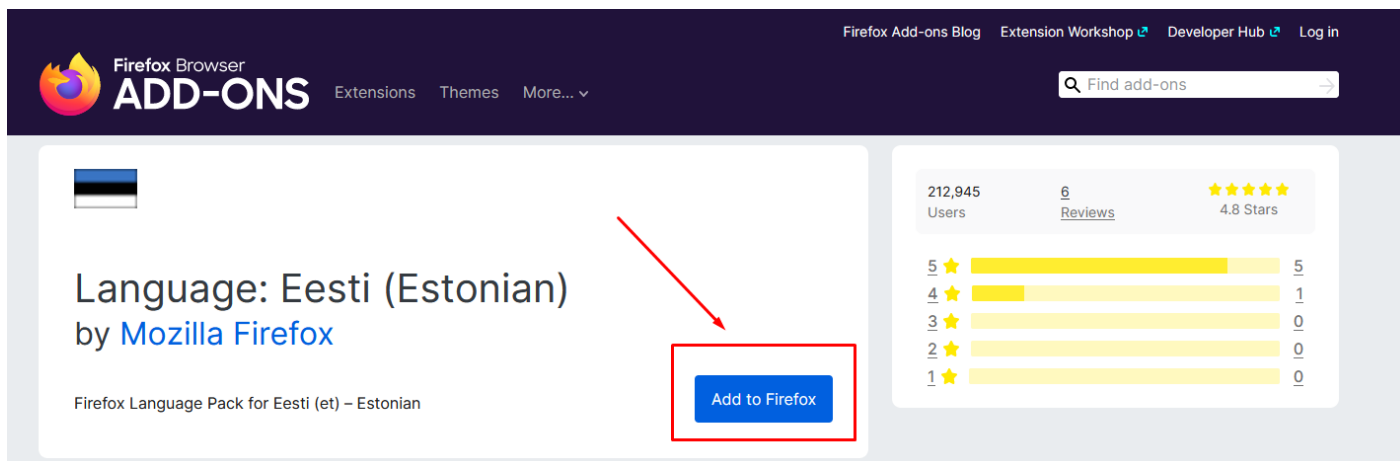 Firefox Add-ons Blog Extension Workshop Developer Hub Log in
Firefox Browser
ADD-ONS
Extensions Themes More...
Find add-ons
Language: Eesti (Estonian)
by Mozilla Firefox
Firefox Language Pack for Eesti (et) – Estonian
Add to Firefox
212,945 6
Users Reviews 4.8 Stars
5 5
4 1
3 0
2 0
1 0